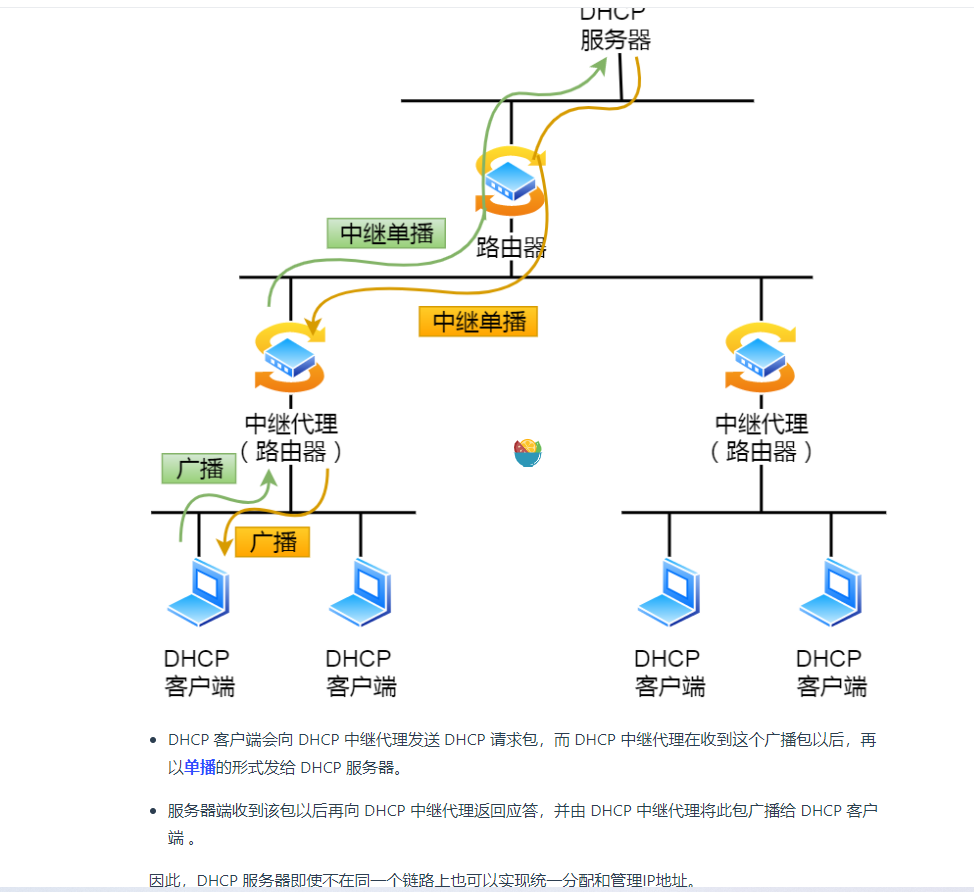 DHCP
服务器
中继单播
路由器
中继单播
中继代理
（路由器）
中继代理
（路由器）
广播
广播
DHCP
客户端
DHCP
客户端
DHCP
客户端
DHCP
客户端
DHCP 客户端会向 DHCP 中继代理发送 DHCP 请求包，而 DHCP 中继代理在收到这个广播包以后，再
以单播的形式发给 DHCP 服务器。
服务器端收到该包以后再向 DHCP 中继代理返回应答，并由 DHCP 中继代理将此包广播给 DHCP 客户
端 。
因此，DHCP 服务器即使不在同一个链路上也可以实现统一分配和管理IP地址。